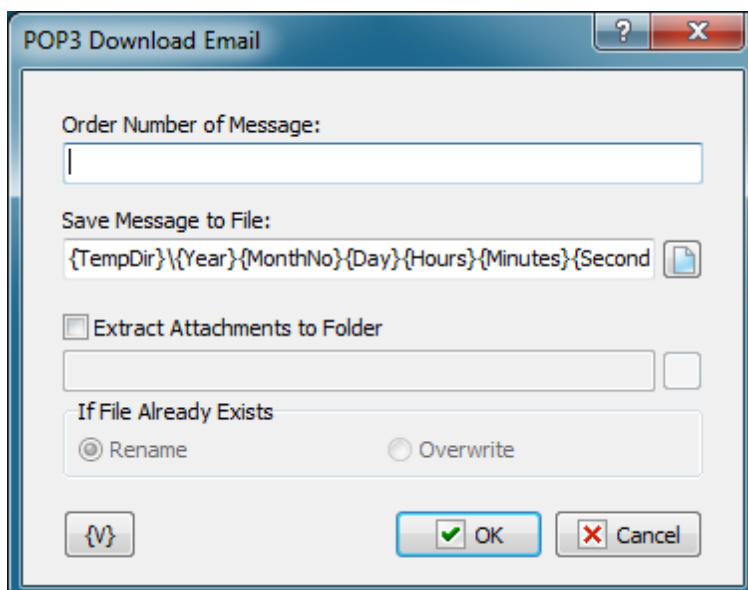 POP3 Download Email
?
Order Number of Message:
Save Message to File:
{TempDir}\{Year}{MonthNo}{Day}{Hours}{Minutes}{Second
Extract Attachments to Folder
If File Already Exists
Rename Overwrite
{V} OK Cancel